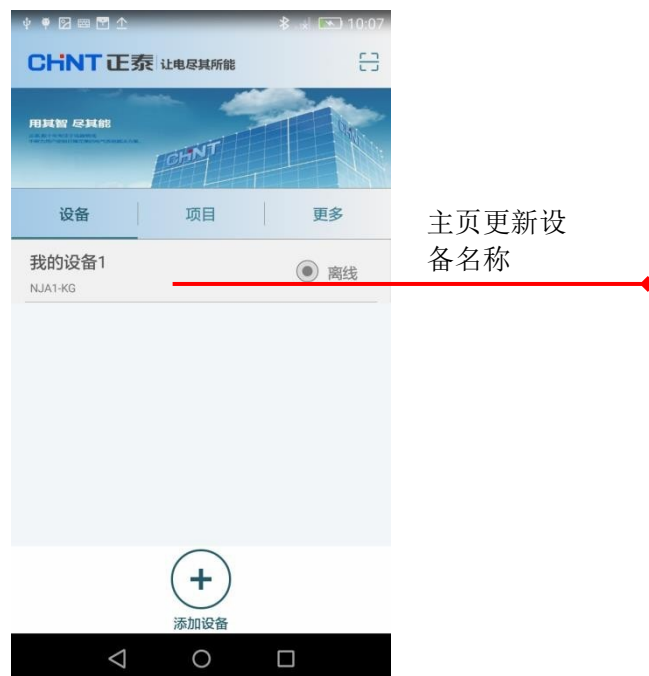 10:07
CHNT 正泰 让电尽其所能
用其智 尽其能
CHNT
设备 项目 更多
我的设备1
离线
NJA1-KG
添加设备
主页更新设
备名称